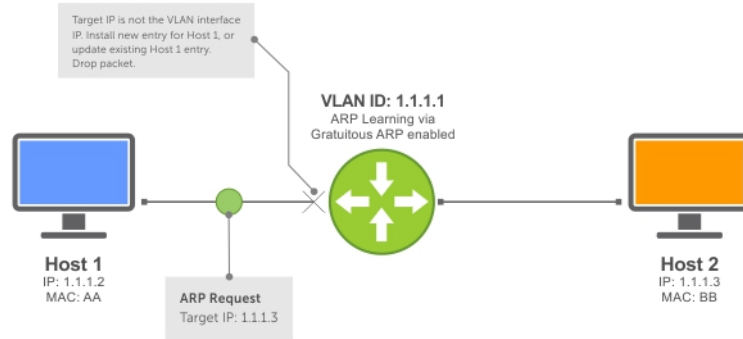 Target IP is not the VLAN interface
IP. Install new entry for Host 1, or
update existing Host 1 entry.
Drop packet.
VLAN ID: 1.1.1.1
ARP Learning via
Gratuitous ARP enabled
Host 1
IP: 1.1.1.2
MAC: AA
ARP Request
Target IP: 1.1.1.3
Host 2
IP: 1.1.1.3
MAC: BB